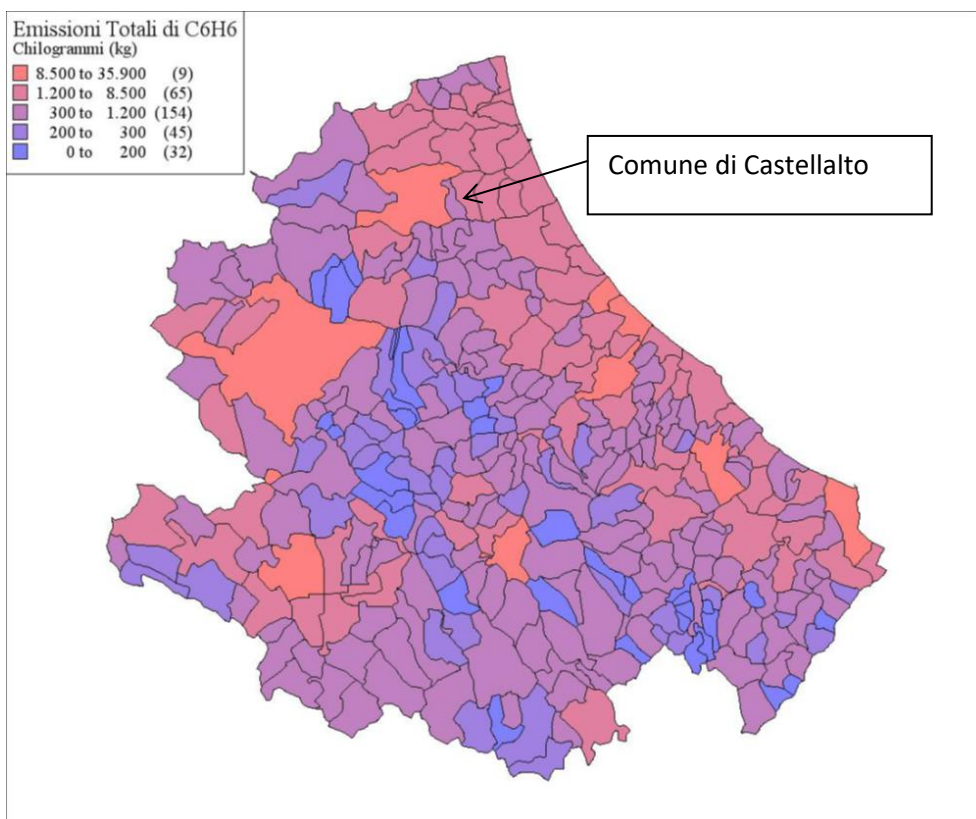 Emissioni Totali di C6H6
Chilogrammi (kg)
8.500 to 35.900 (9)
1.200 to 8.500 (65)
300 to 1.200 (154)
200 to 300 (45)
0 to 200 (32)
Comune di Castellalto